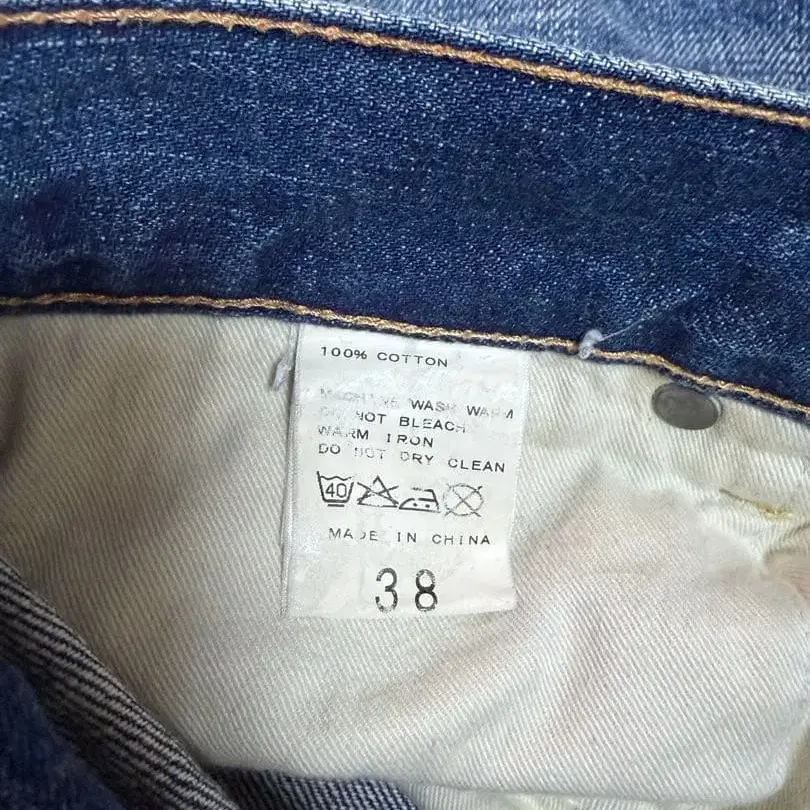 100% COTTON
MACHINE WASH WARM
DO NOT BLEACH
WARM IRON
DO NOT DRY CLEAN
40
MADE IN CHINA
38